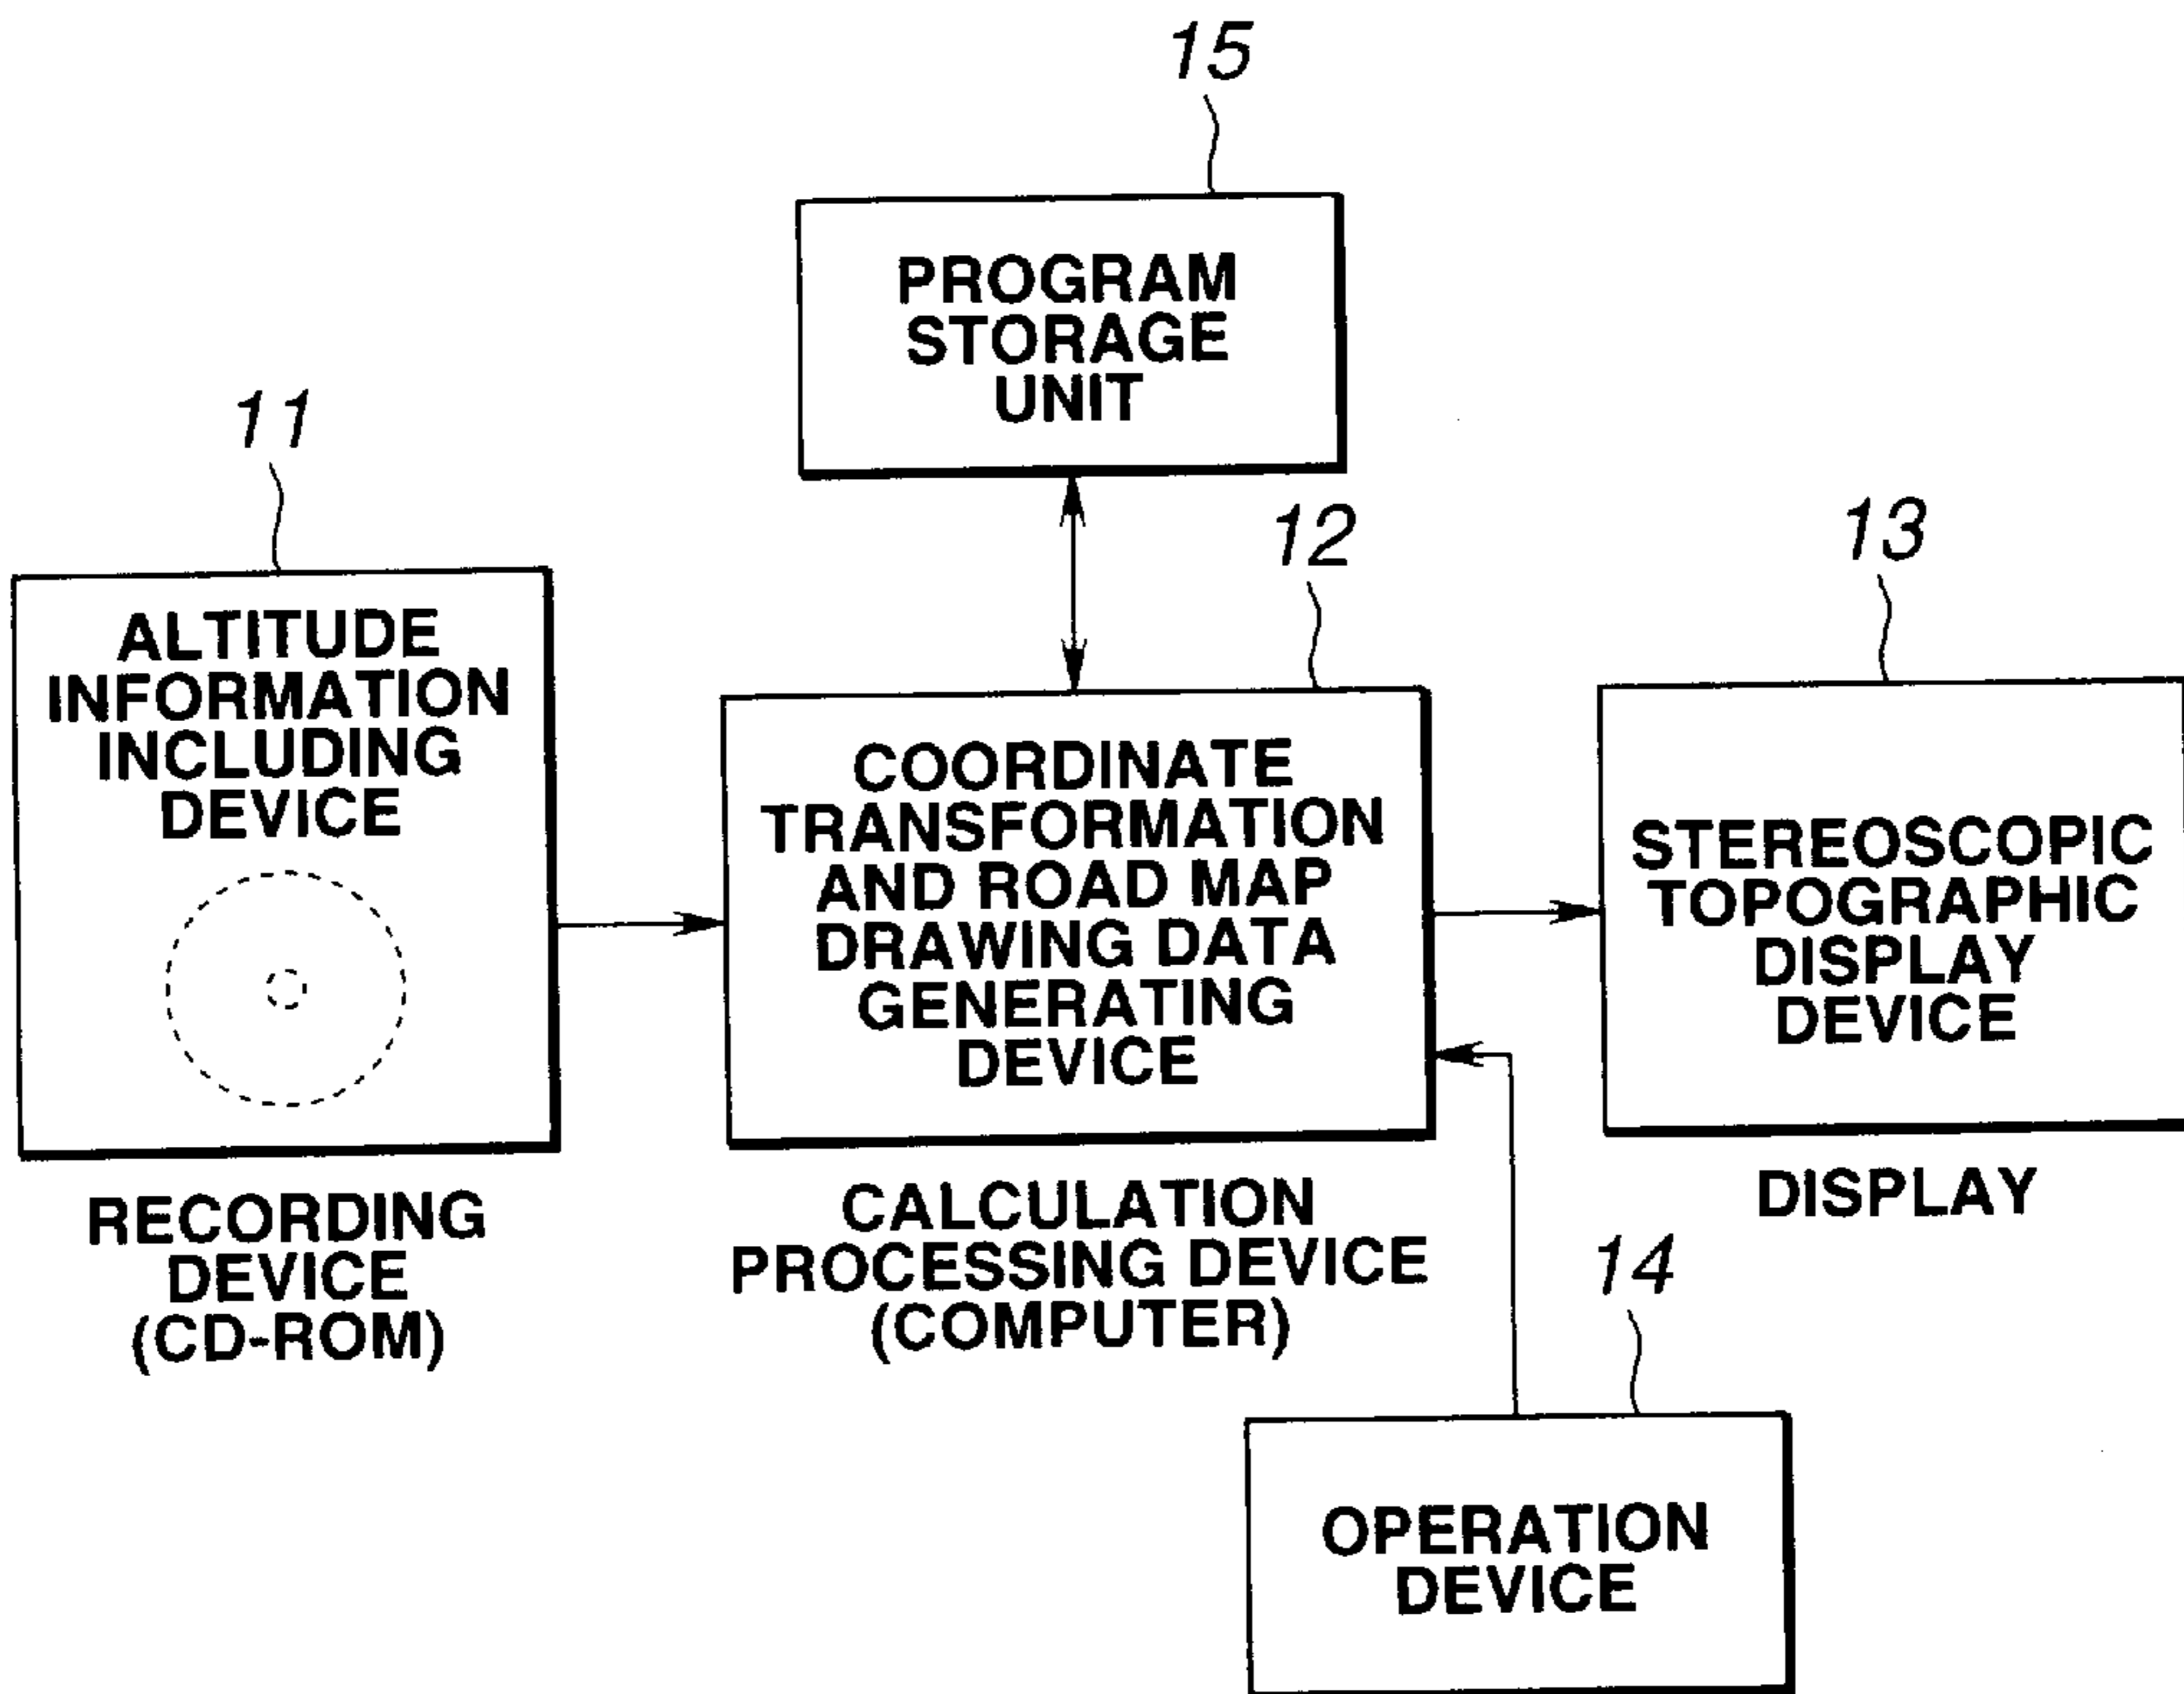 15
PROGRAM
STORAGE
UNIT
11
ALTITUDE
INFORMATION
INCLUDING
DEVICE
RECORDING
DEVICE
(CD-ROM)
12
COORDINATE
TRANSFORMATION
AND ROAD MAP
DRAWING DATA
GENERATING
DEVICE
CALCULATION
PROCESSING DEVICE
(COMPUTER)
13
STEREOSCOPIC
TOPOGRAPHIC
DISPLAY
DEVICE
DISPLAY
14
OPERATION
DEVICE